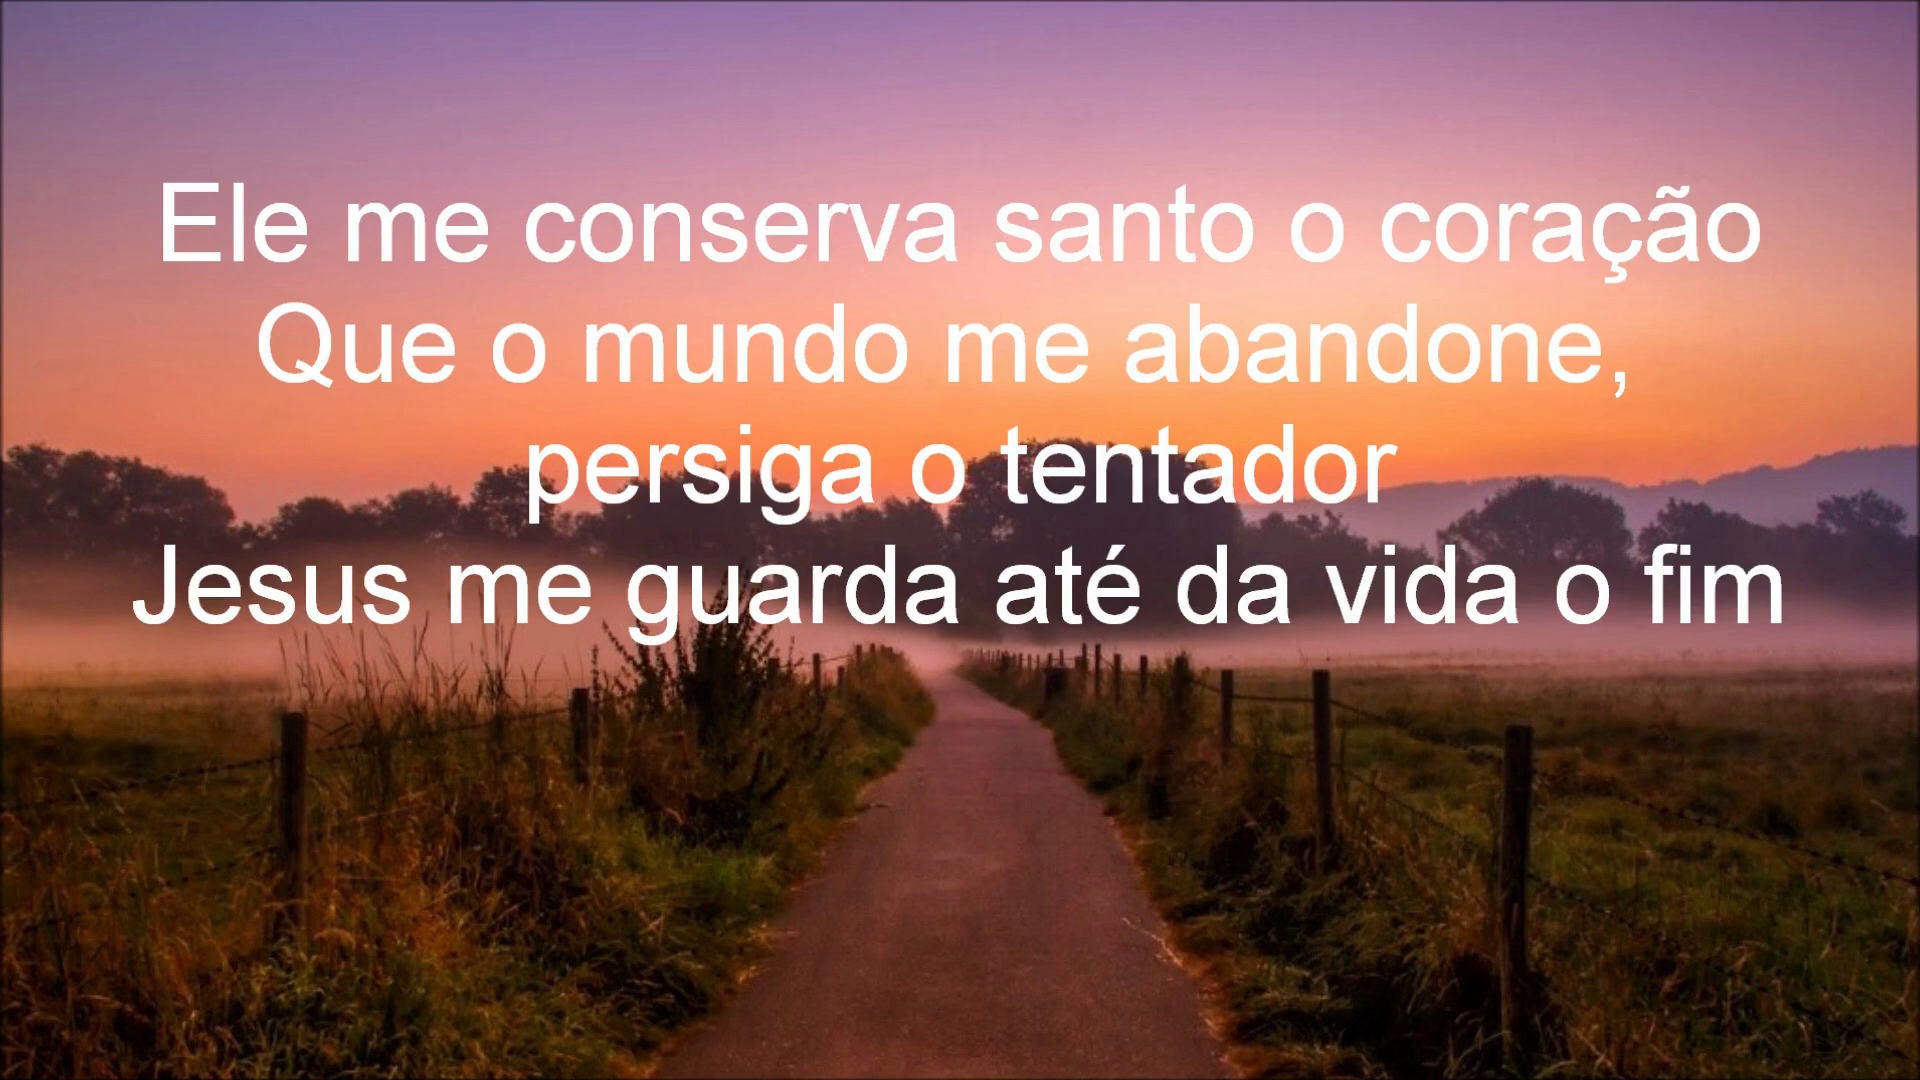 Ele me conserva santo o coração
Que o mundo me abandone,
persiga o tentador
Jesus me guarda até da vida o fim